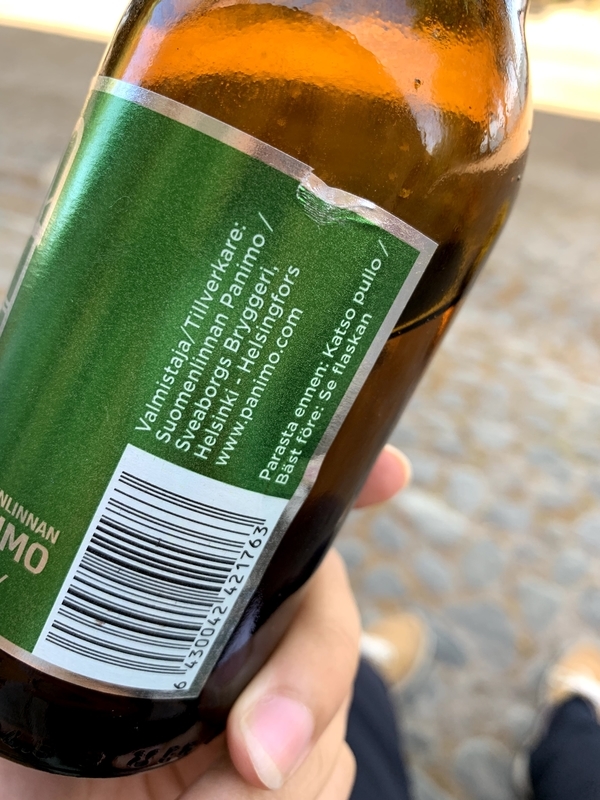 Valmistaja/Tillverkare:
Suomenlinnan Panimo /
Sveaborgs Bryggeri,
Helsinki - Helsingfors
www.panimo.com
Parasta ennen: Katso pullo /
Bäst före: Se flaskan
6 430042 421763